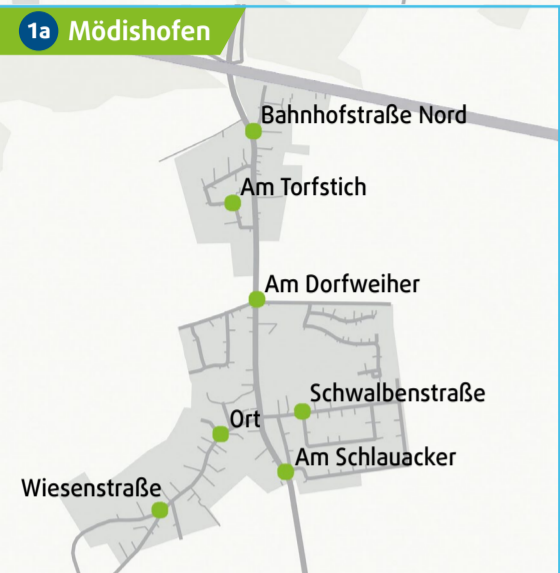 1a Mödishofen
Bahnhofstraße Nord
Am Torfstich
Am Dorfweiher
Schwalbenstraße
Ort
Am Schlauacker
Wiesenstraße